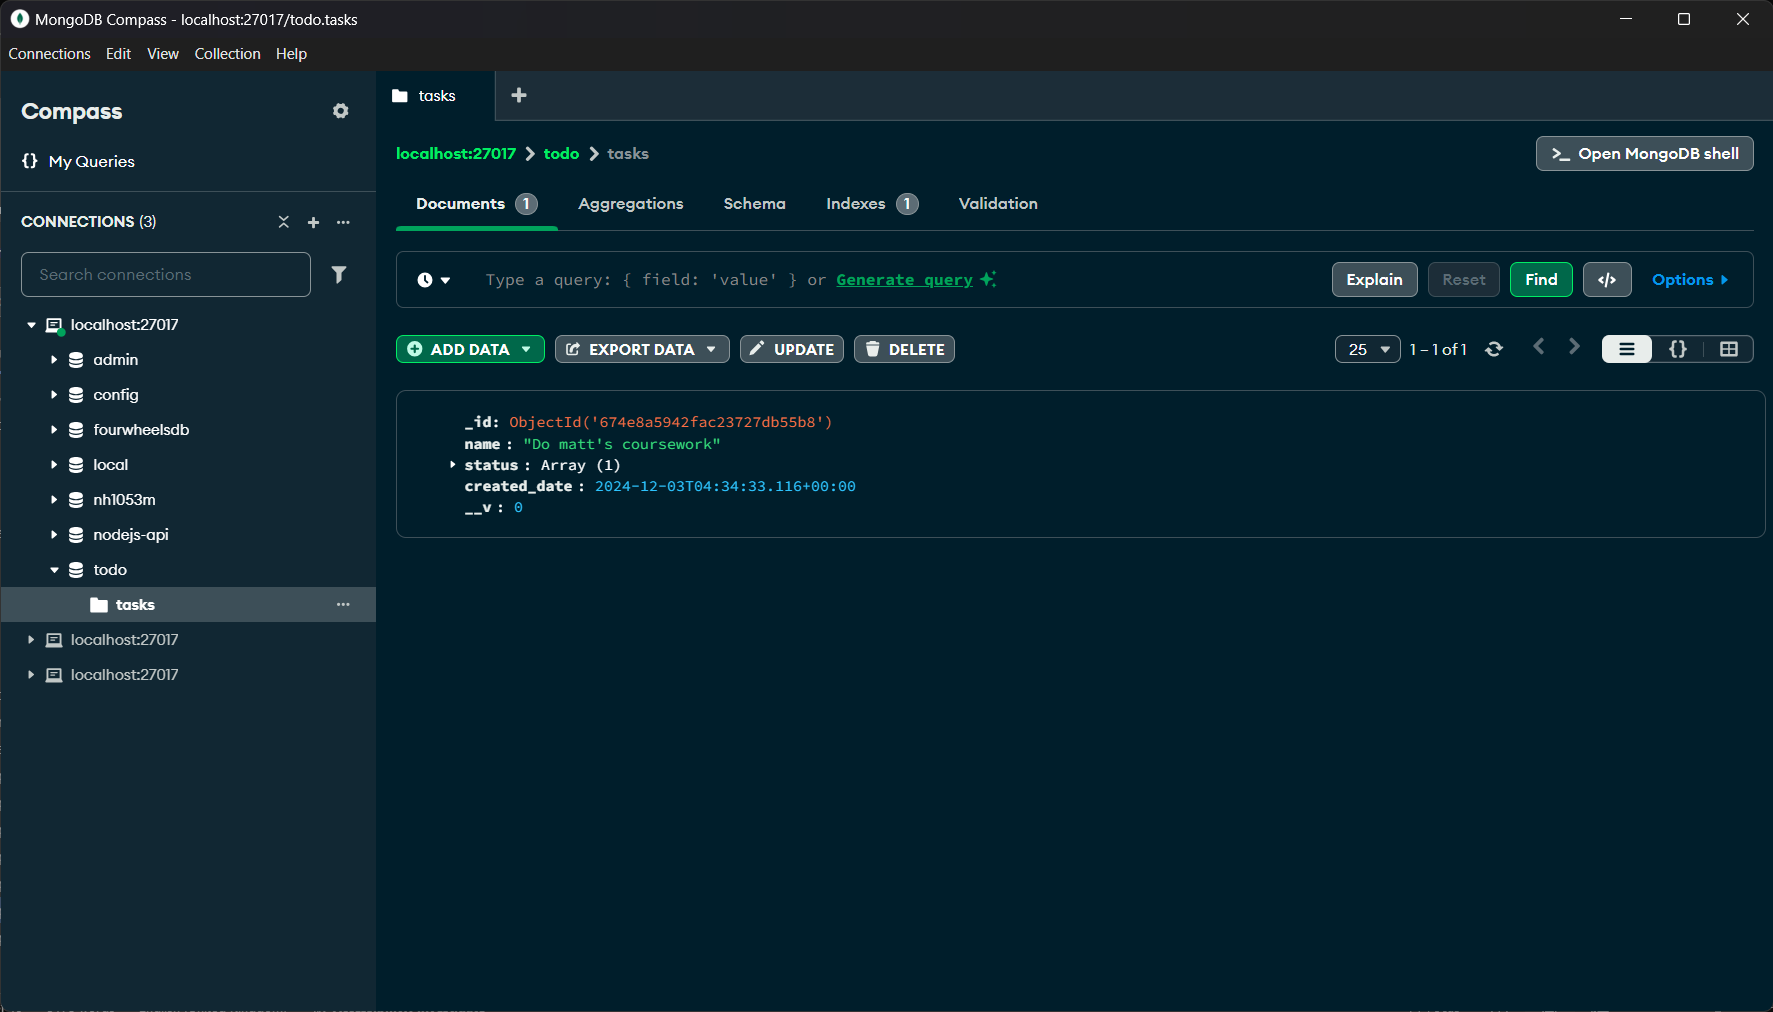 MongoDB Compass - localhost:27017/todo.tasks
Connections Edit View Collection Help
Compass
{} My Queries
CONNECTIONS (3)
Search connections
localhost:27017
admin
config
fourwheelsdb
local
nh1053m
nodejs-api
todo
tasks
localhost:27017
localhost:27017
tasks
localhost:27017 > todo > tasks
>_ Open MongoDB shell
Documents 1 Aggregations Schema Indexes 1 Validation
Type a query: { field: 'value' } or Generate query
Explain Reset Find </> Options
ADD DATA EXPORT DATA UPDATE DELETE
25 1 – 1 of 1 {}
_id: ObjectId('674e8a5942fac23727db55b8')
name : "Do matt's coursework"
status : Array (1)
created_date : 2024-12-03T04:34:33.116+00:00
__v : 0